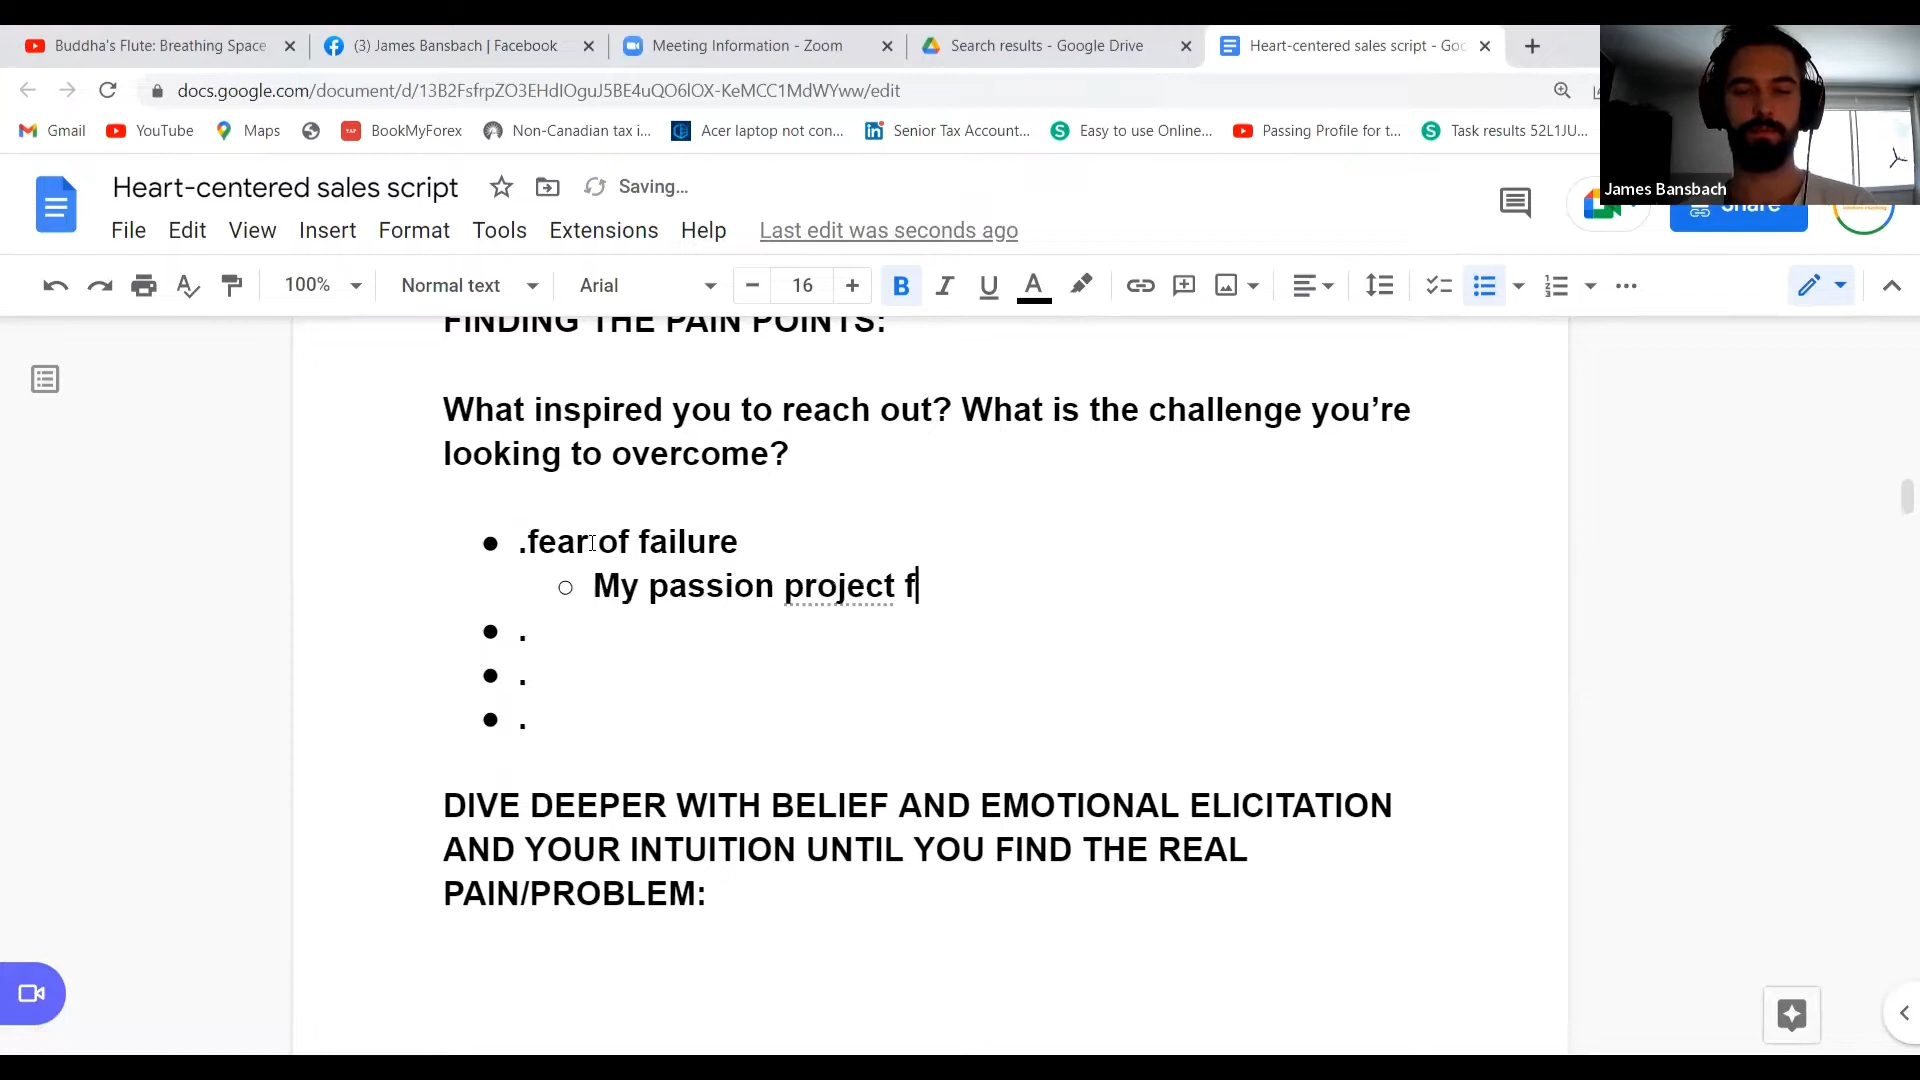 Buddha's Flute: Breathing Space
(3) James Bansbach | Facebook
Meeting Information - Zoom
Search results - Google Drive
Heart-centered sales script - Goo
docs.google.com/document/d/13B2FsfrpZO3EHdIOguJ5BE4uQO6lOX-KeMCC1MdWYww/edit
Gmail
YouTube
Maps
BookMyForex
Non-Canadian tax i...
Acer laptop not con...
Senior Tax Account...
Easy to use Online...
Passing Profile for t...
Task results 52L1JU...
James Bansbach
Heart-centered sales script
Saving...
Share
File Edit View Insert Format Tools Extensions Help Last edit was seconds ago
100% Normal text Arial 16
FINDING THE PAIN POINTS:
What inspired you to reach out? What is the challenge you’re
looking to overcome?
● .fear of failure
○ My passion project f
● .
● .
● .
DIVE DEEPER WITH BELIEF AND EMOTIONAL ELICITATION
AND YOUR INTUITION UNTIL YOU FIND THE REAL
PAIN/PROBLEM: